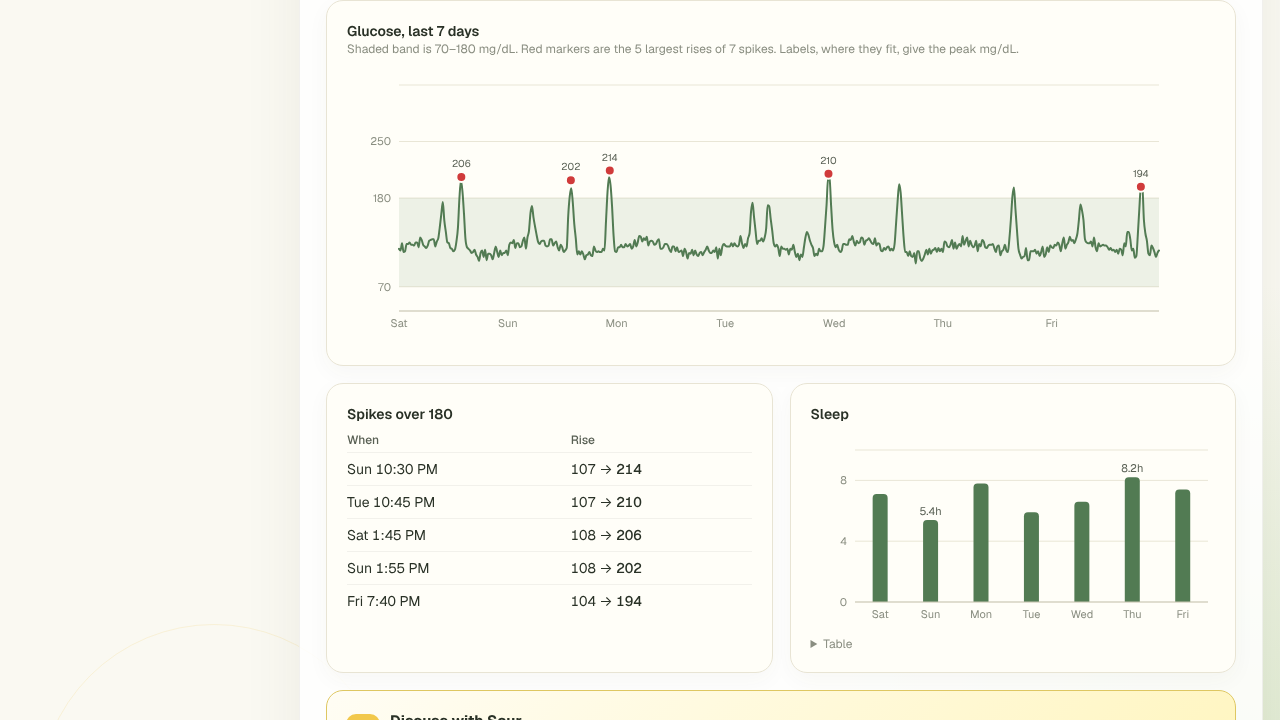 Glucose, last 7 days
Shaded band is 70–180 mg/dL. Red markers are the 5 largest rises of 7 spikes. Labels, where they fit, give the peak mg/dL.
250
180
70
206
202
214
210
194
Sat Sun Mon Tue Wed Thu Fri
Spikes over 180
When Rise
Sun 10:30 PM 107 → 214
Tue 10:45 PM 107 → 210
Sat 1:45 PM 108 → 206
Sun 1:55 PM 108 → 202
Fri 7:40 PM 104 → 194
Sleep
8
4
0
5.4h
8.2h
Sat Sun Mon Tue Wed Thu Fri
▶ Table
Discuss with